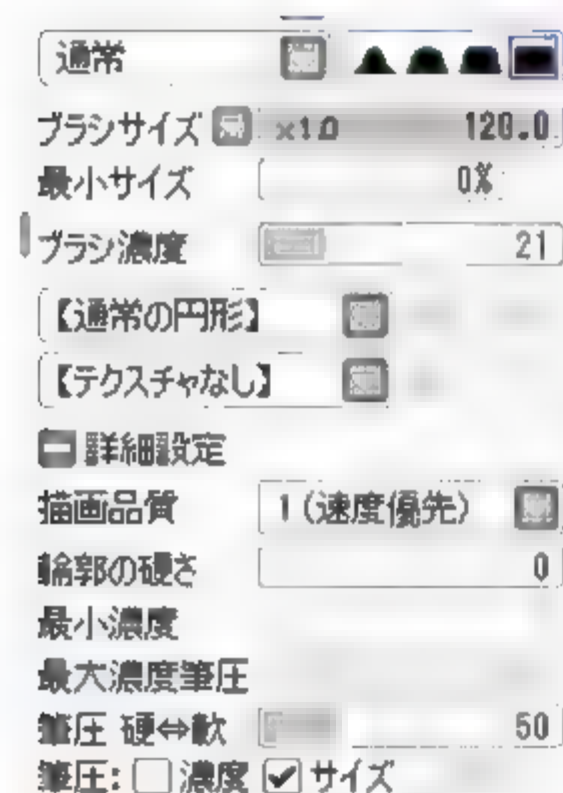 通常
ブラシサイズ ×1.0 120.0
最小サイズ 0%
ブラシ濃度 21
【通常の円形】
【テクスチャなし】
詳細設定
描画品質 1(速度優先)
輪郭の硬さ 0
最小濃度
最大濃度筆圧
筆圧 硬⇔軟 50
筆圧: 濃度 サイズ